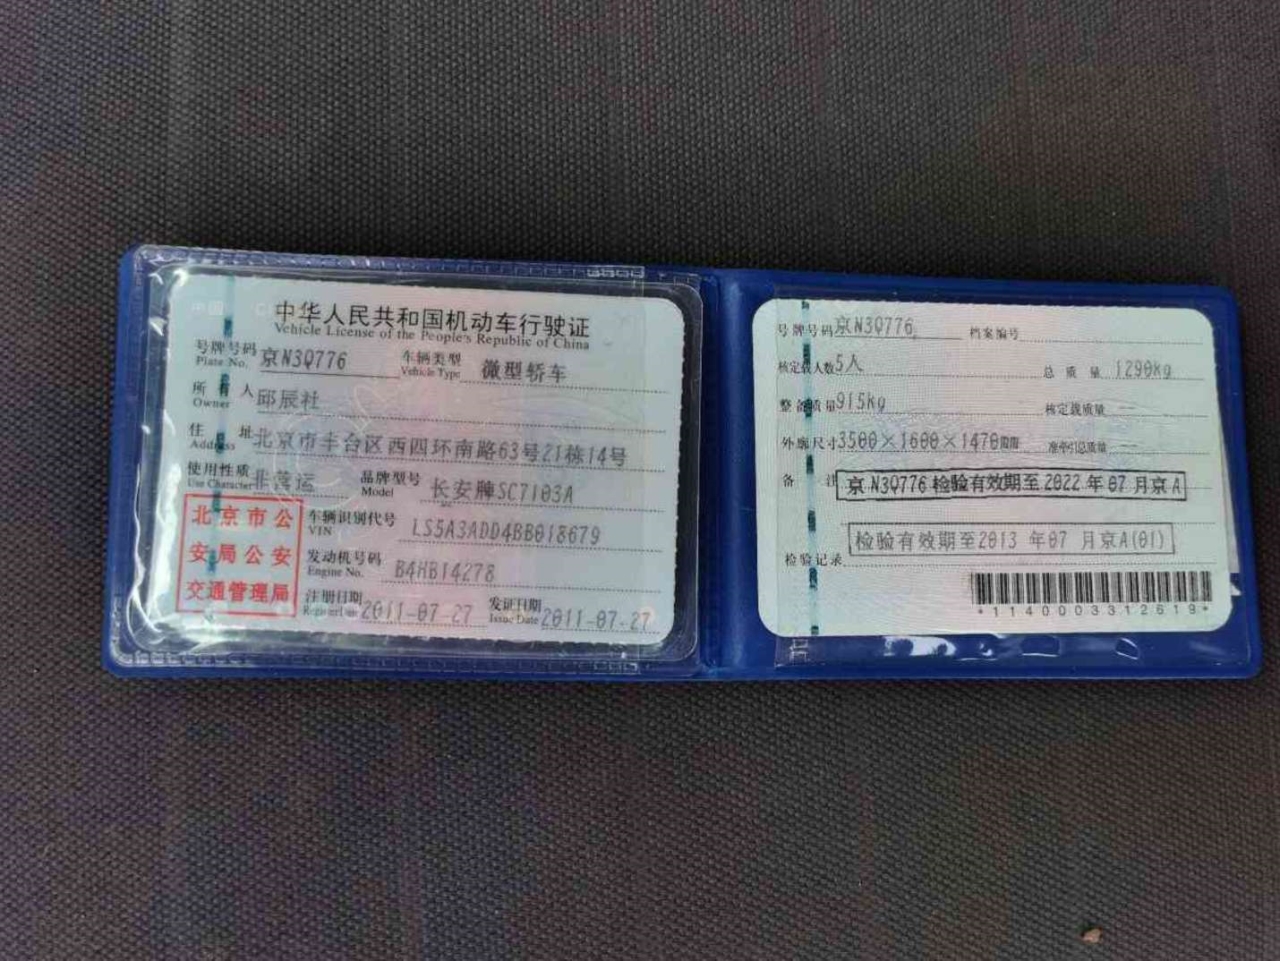 中华人民共和国机动车行驶证
Vehicle License of the People's Republic of China
号牌号码 京N3Q776 车辆类型 微型轿车
Plate No. Vehicle Type
所有人 邱辰社
Owner
住址 北京市丰台区西四环南路63号21栋14号
Address
使用性质 非营运 品牌型号 长安牌SC7103A
Use Character Model
北京市公
安局公安
交通管理局
车辆识别代号 LS5A3ADD4BB018679
VIN
发动机号码 B4HB14278
Engine No.
注册日期 2011-07-27 发证日期 2011-07-27
Register Date Issue Date
号牌号码 京N3Q776 档案编号
核定载人数 5人 总质量 1290kg
整备质量 915kg 核定载质量 --
外廓尺寸 3500×1600×1470 准牵引总质量 --
备注 京N3Q776 检验有效期至 2022 年 07 月京A
检验记录 检验有效期至2013 年07 月京A(01)
*1140003312619*